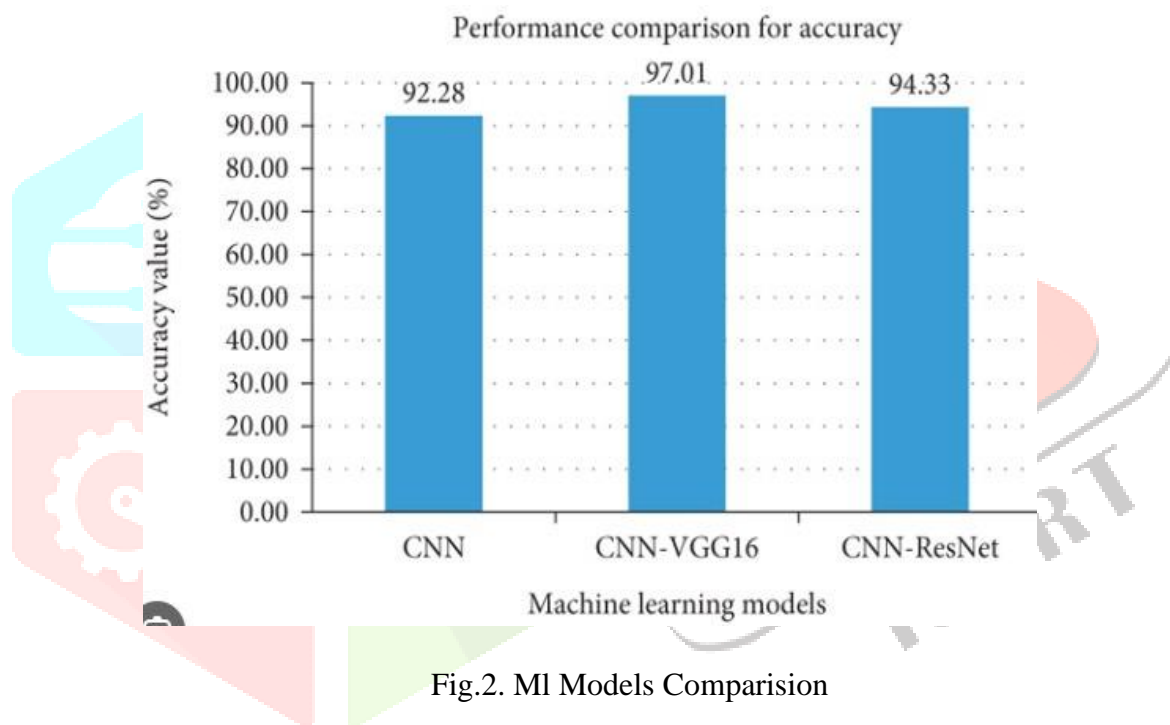 Performance comparison for accuracy
100.00
90.00
80.00
70.00
60.00
50.00
40.00
30.00
20.00
10.00
0.00
Accuracy value (%)
92.28
97.01
94.33
CNN
CNN-VGG16
CNN-ResNet
Machine learning models
RT
Fig.2. Ml Models Comparision